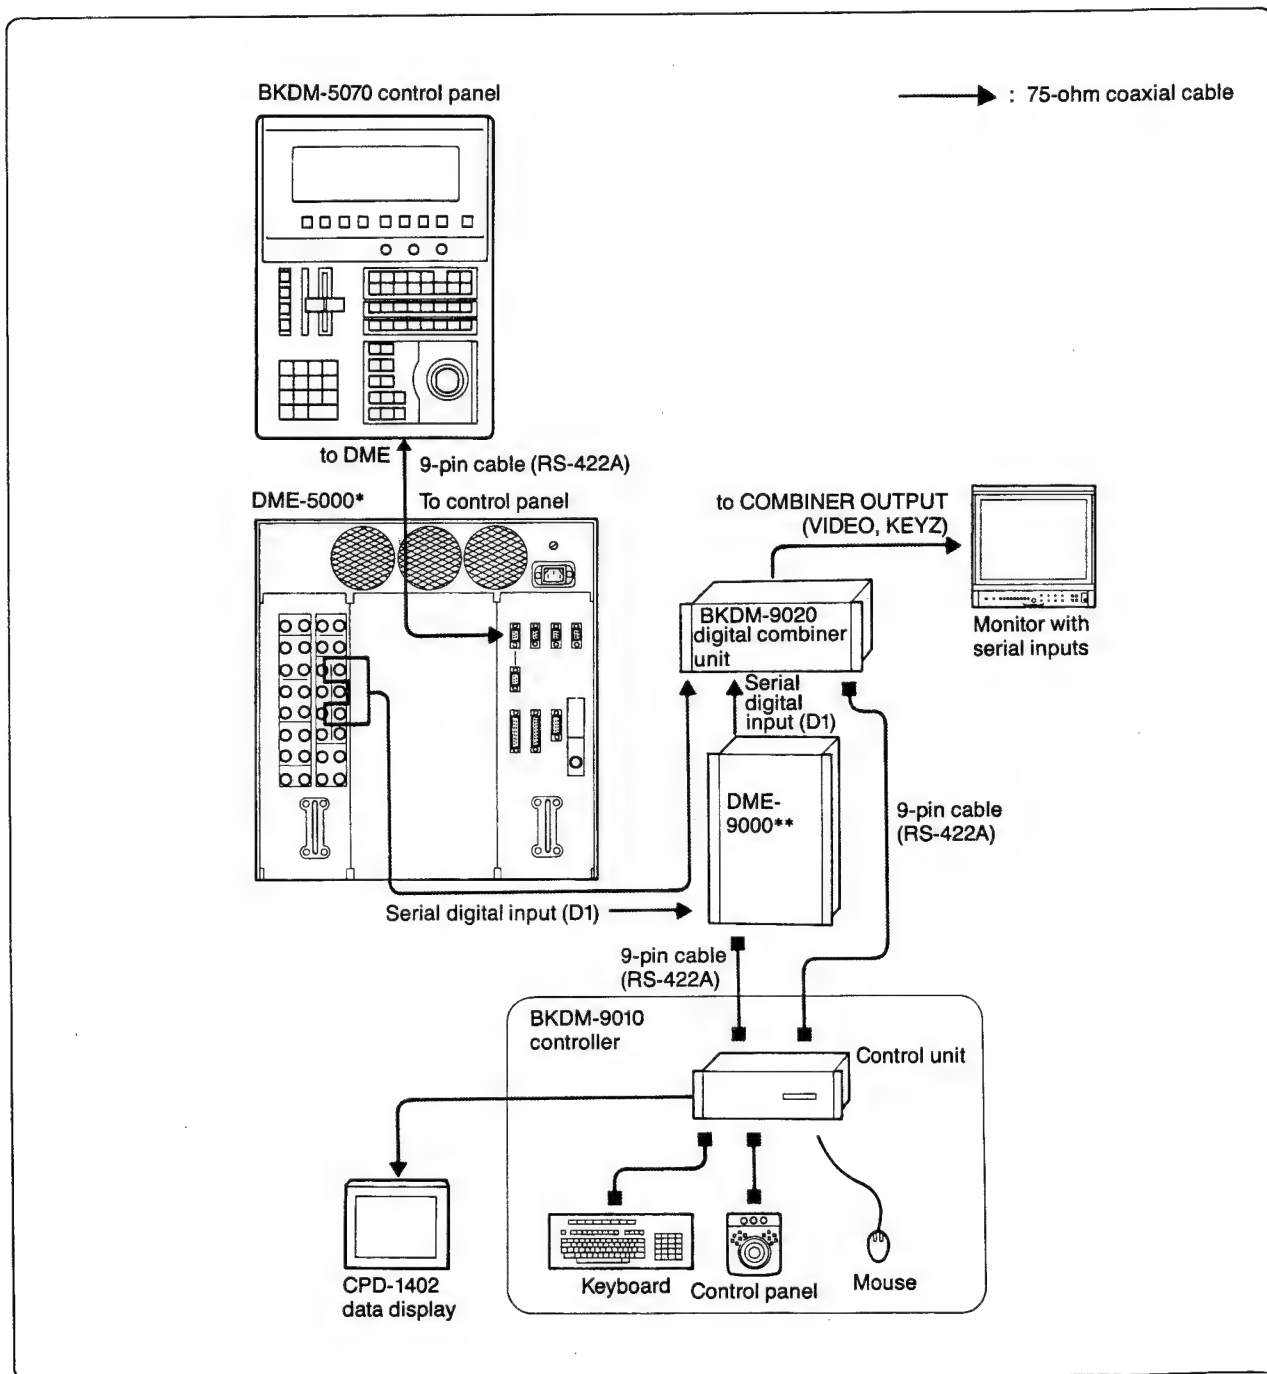 BKDM-5070 control panel
: 75-ohm coaxial cable
to DME
9-pin cable (RS-422A)
DME-5000*
To control panel
to COMBINER OUTPUT
(VIDEO, KEYZ)
BKDM-9020
digital combiner
unit
Monitor with
serial inputs
Serial
digital
input (D1)
DME-
9000**
9-pin cable
(RS-422A)
Serial digital input (D1)
9-pin cable
(RS-422A)
BKDM-9010
controller
Control unit
CPD-1402
data display
Keyboard
Control panel
Mouse